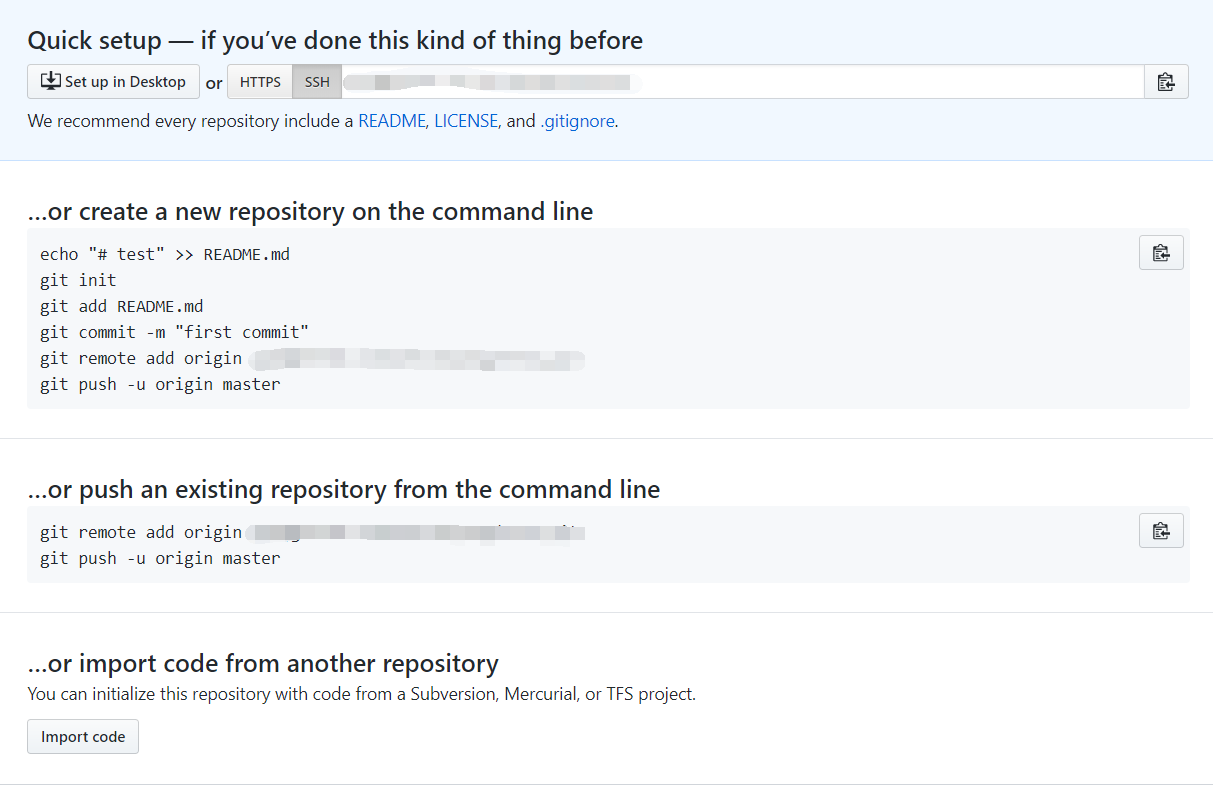 Quick setup — if you’ve done this kind of thing before
Set up in Desktop or HTTPS SSH
We recommend every repository include a README, LICENSE, and .gitignore.
…or create a new repository on the command line
echo "# test" >> README.md
git init
git add README.md
git commit -m "first commit"
git remote add origin
git push -u origin master
…or push an existing repository from the command line
git remote add origin
git push -u origin master
…or import code from another repository
You can initialize this repository with code from a Subversion, Mercurial, or TFS project.
Import code